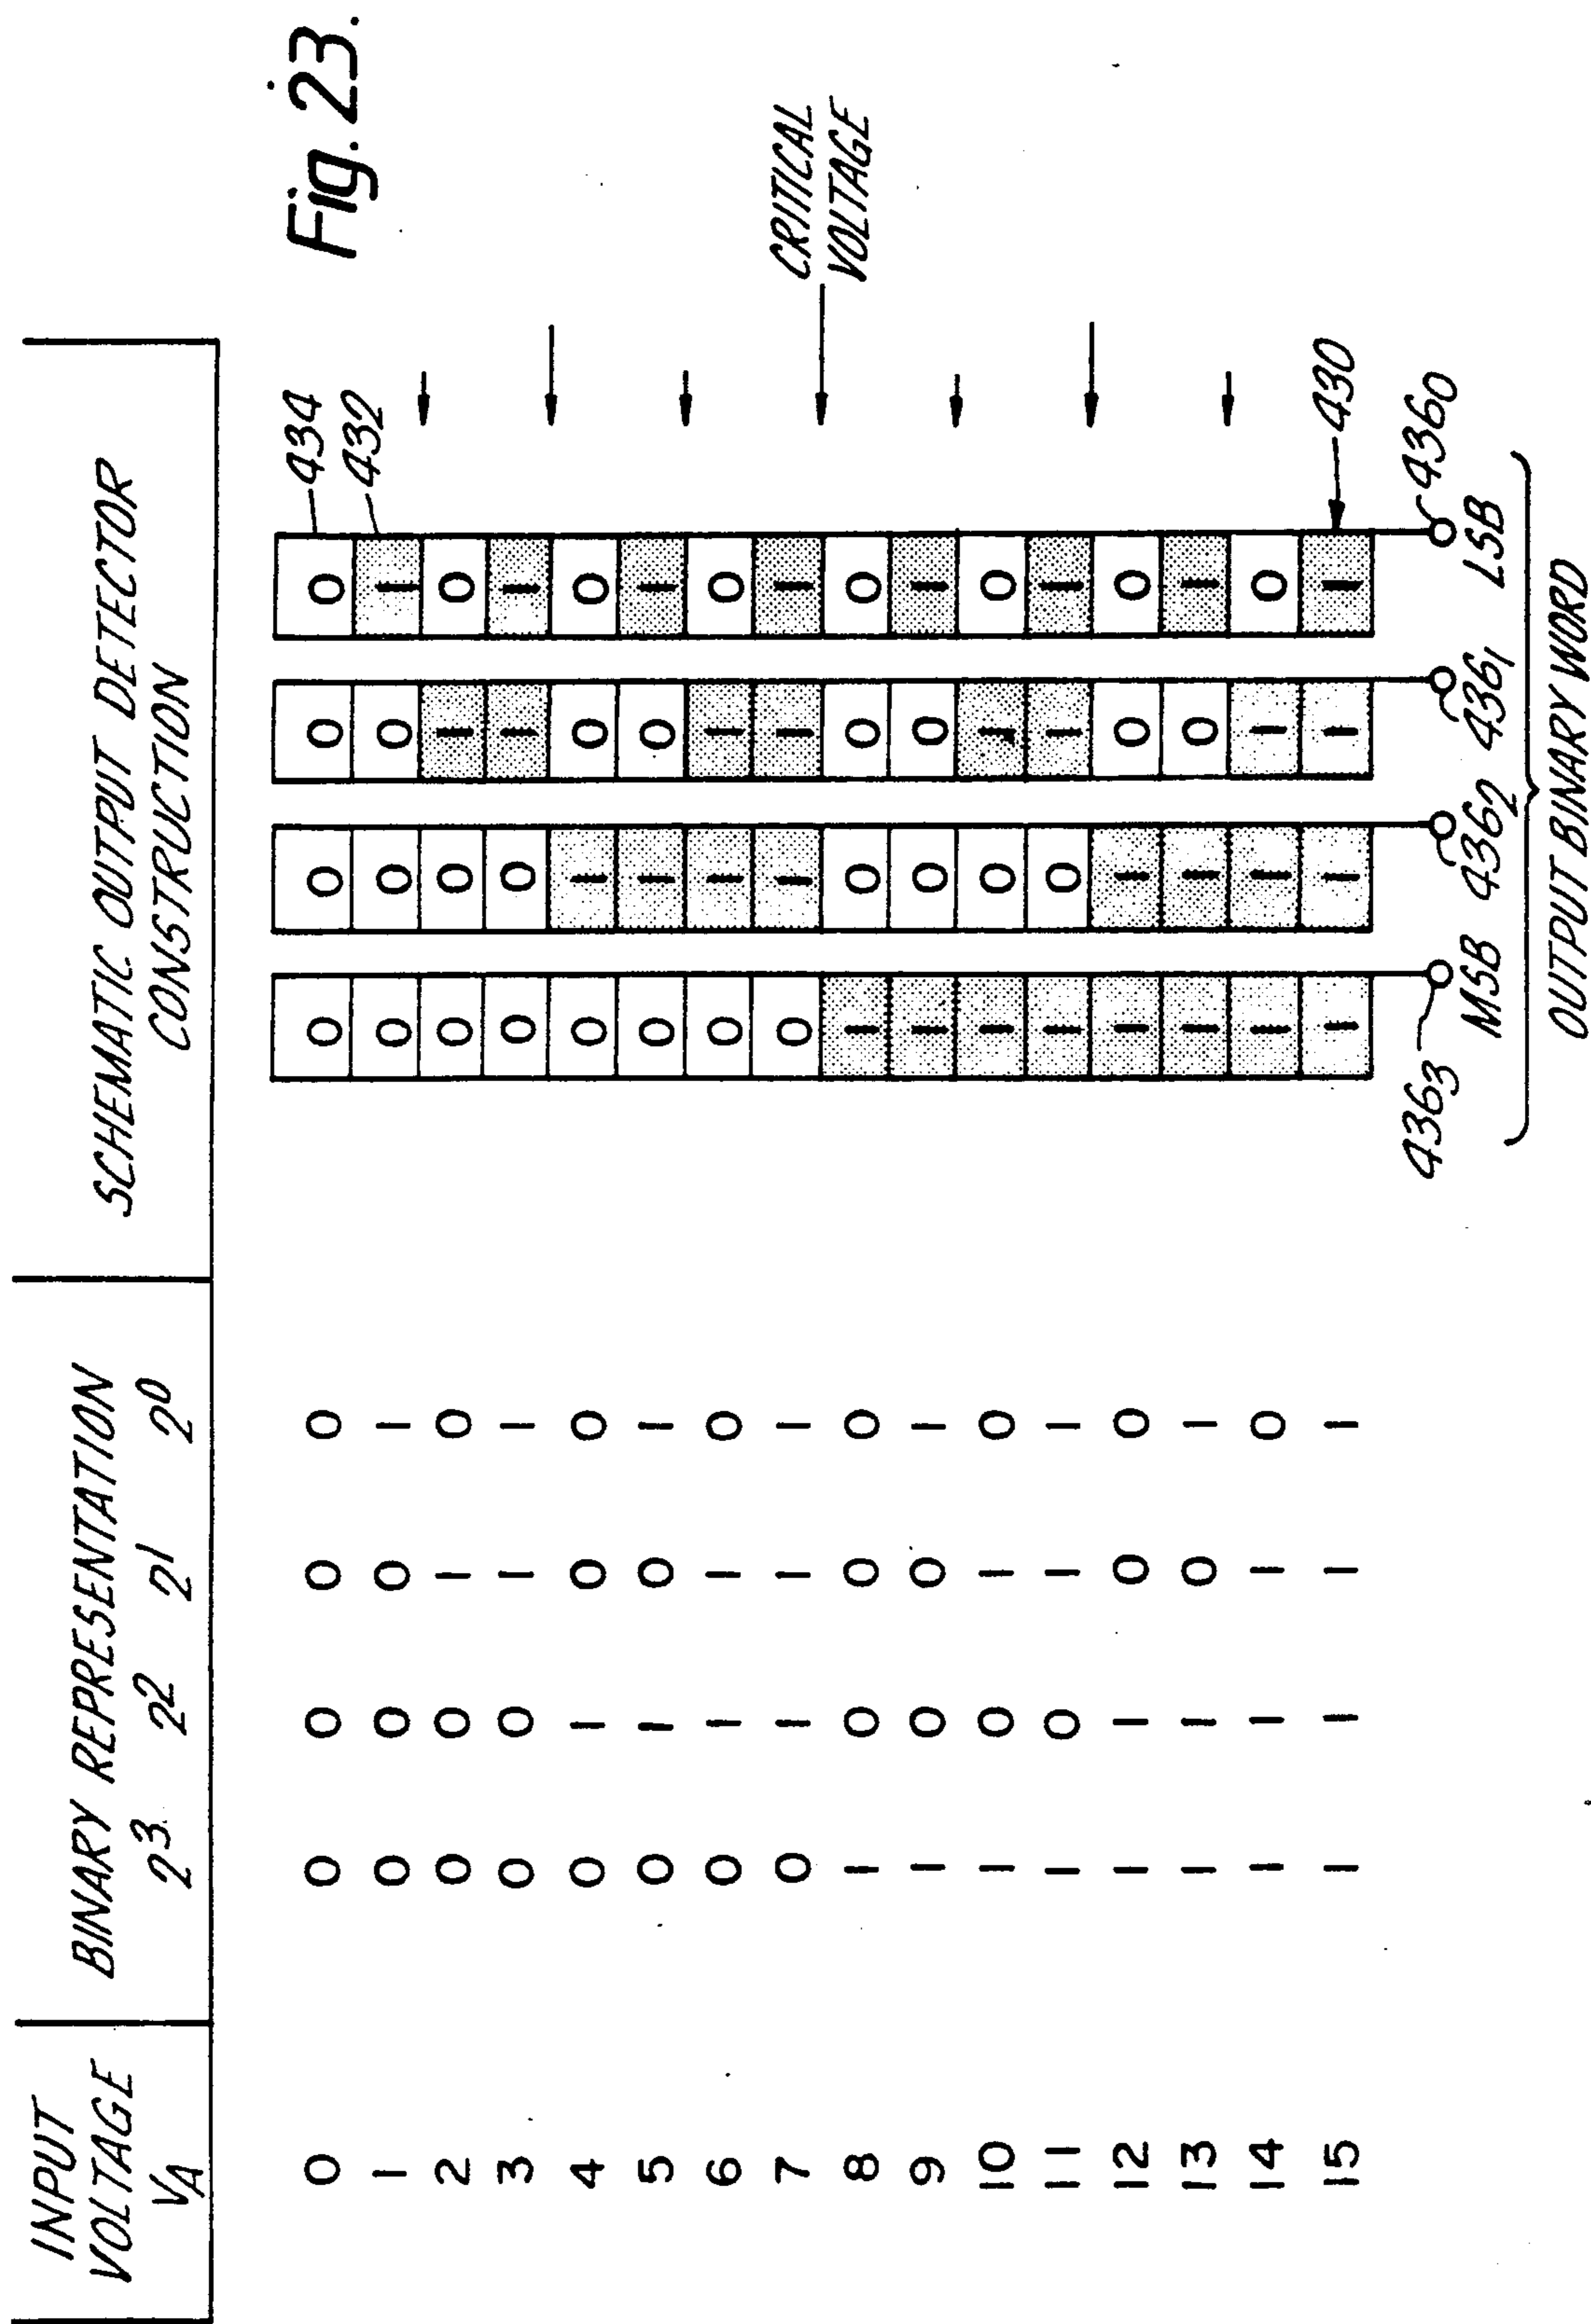 Fig. 23.
INPUT VOLTAGE VA | BINARY REPRESENTATION | SCHEMATIC OUTPUT DETECTOR CONSTRUCTION
2³ 2² 2¹ 2⁰
0 0 0 0 0 0 0 0 0 434
1 0 0 0 1 0 0 0 1 432
2 0 0 1 0 0 0 1 0
3 0 0 1 1 0 0 1 1
4 0 1 0 0 0 1 0 0
5 0 1 0 1 0 1 0 1
6 0 1 1 0 0 1 1 0
7 0 1 1 1 0 1 1 1
CRITICAL
VOLTAGE
8 1 0 0 0 1 0 0 0
9 1 0 0 1 1 0 0 1
10 1 0 1 0 1 0 1 0
11 1 0 1 1 1 0 1 1
12 1 1 0 0 1 1 0 0
13 1 1 0 1 1 1 0 1
14 1 1 1 0 1 1 1 0
15 1 1 1 1 1 1 1 1 430
436₃ 436₂ 436₁ 436₀
MSB LSB
OUTPUT BINARY WORD